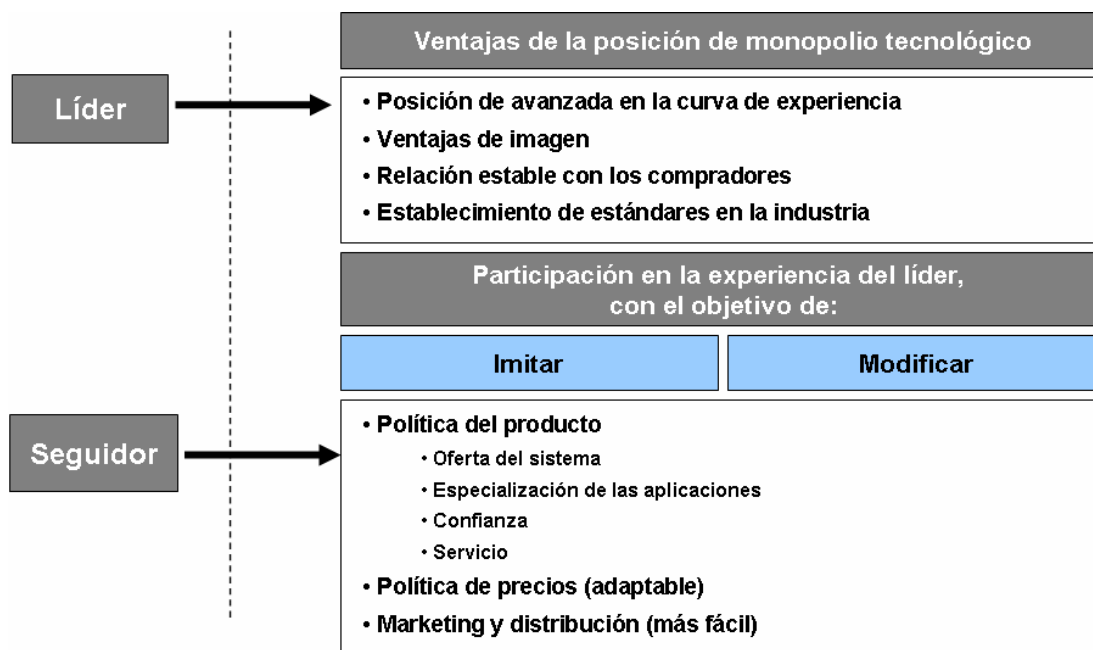 Ventajas de la posición de monopolio tecnológico
Líder
• Posición de avanzada en la curva de experiencia
• Ventajas de imagen
• Relación estable con los compradores
• Establecimiento de estándares en la industria
Participación en la experiencia del líder,
con el objetivo de:
Imitar
Modificar
Seguidor
• Política del producto
• Oferta del sistema
• Especialización de las aplicaciones
• Confianza
• Servicio
• Política de precios (adaptable)
• Marketing y distribución (más fácil)